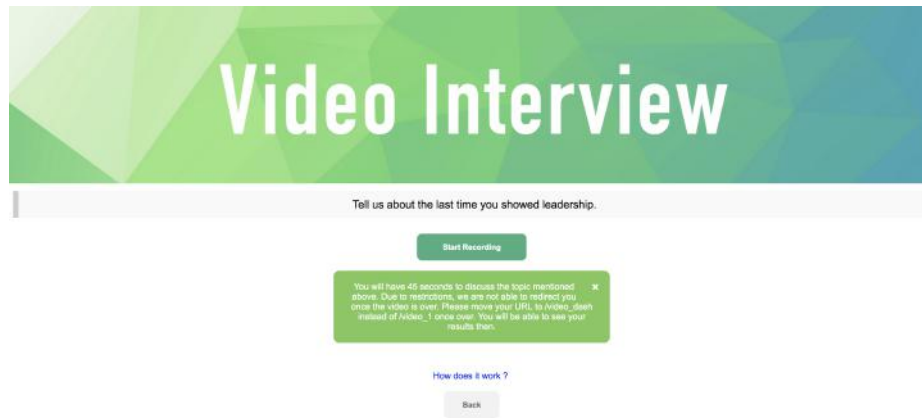 Video Interview
Tell us about the last time you showed leadership.
Start Recording
You will have 45 seconds to discuss the topic mentioned ×
above. Due to restrictions, we are not able to redirect you
once the video is over. Please move your URL to /video_dash
instead of /video_1 once over. You will be able to see your
results then.
How does it work ?
Back